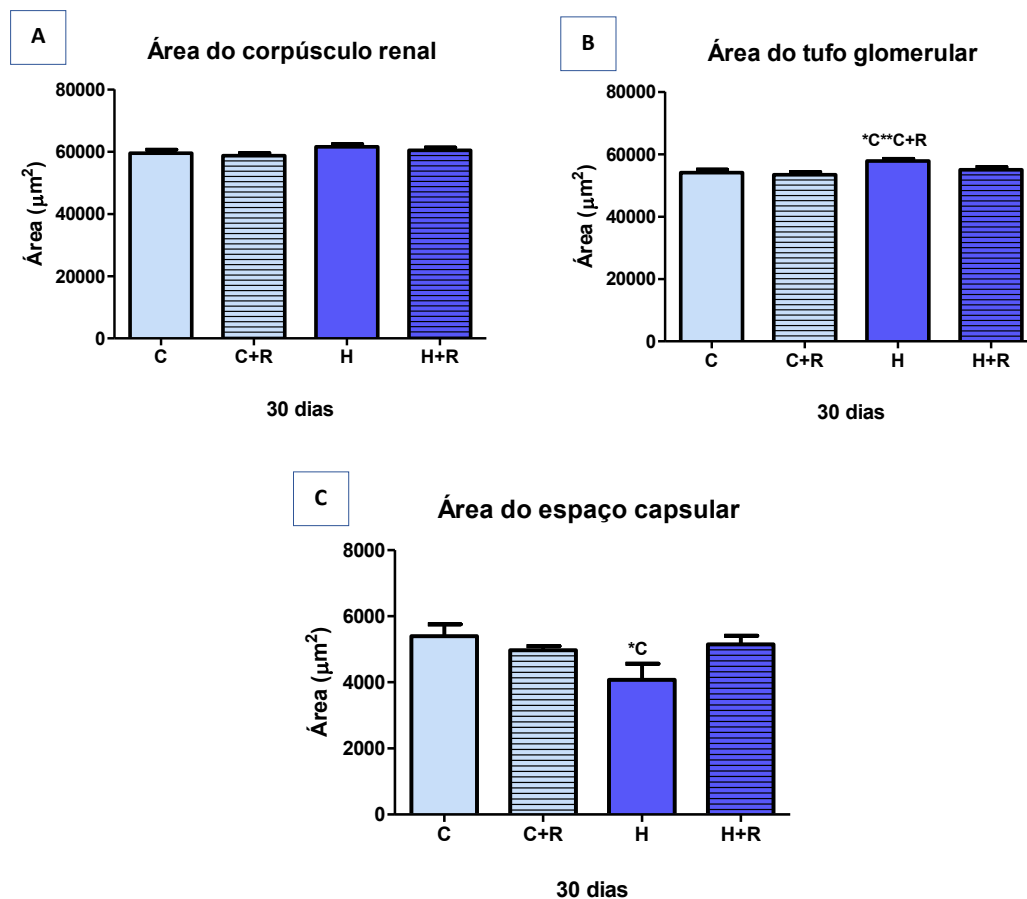 A
Área do corpúsculo renal
80000
60000
40000
20000
0
Área (μm²)
C C+R H H+R
30 dias
B
Área do tufo glomerular
80000
60000
40000
20000
0
Área (μm²)
*C**C+R
C C+R H H+R
30 dias
C
Área do espaço capsular
8000
6000
4000
2000
0
Área (μm²)
*C
C C+R H H+R
30 dias